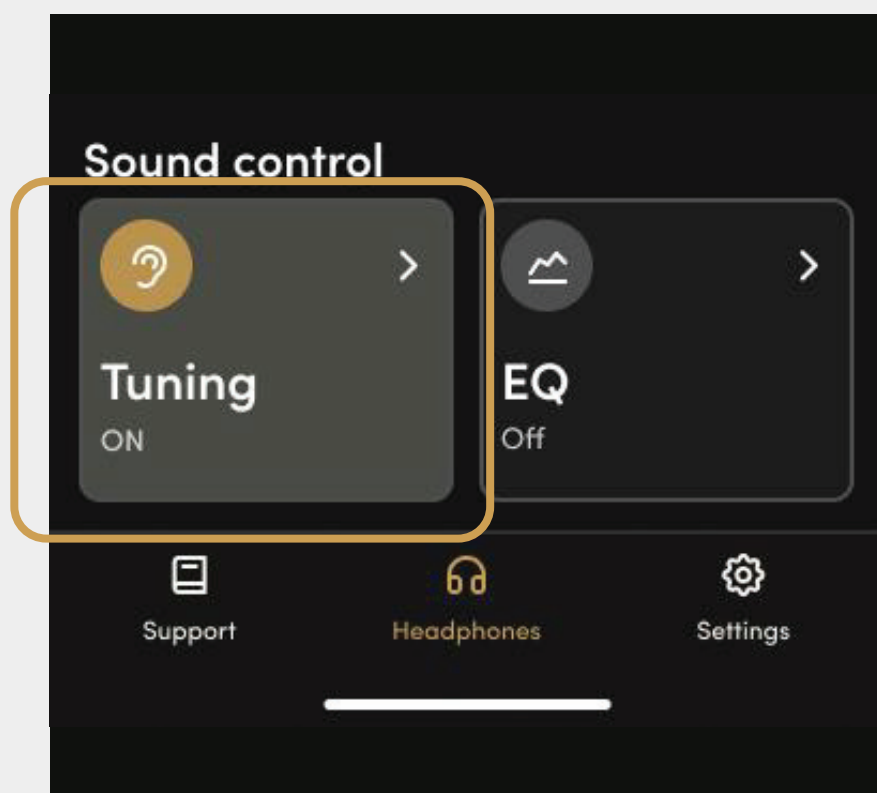 Sound control
Tuning
ON
EQ
Off
Support
Headphones
Settings